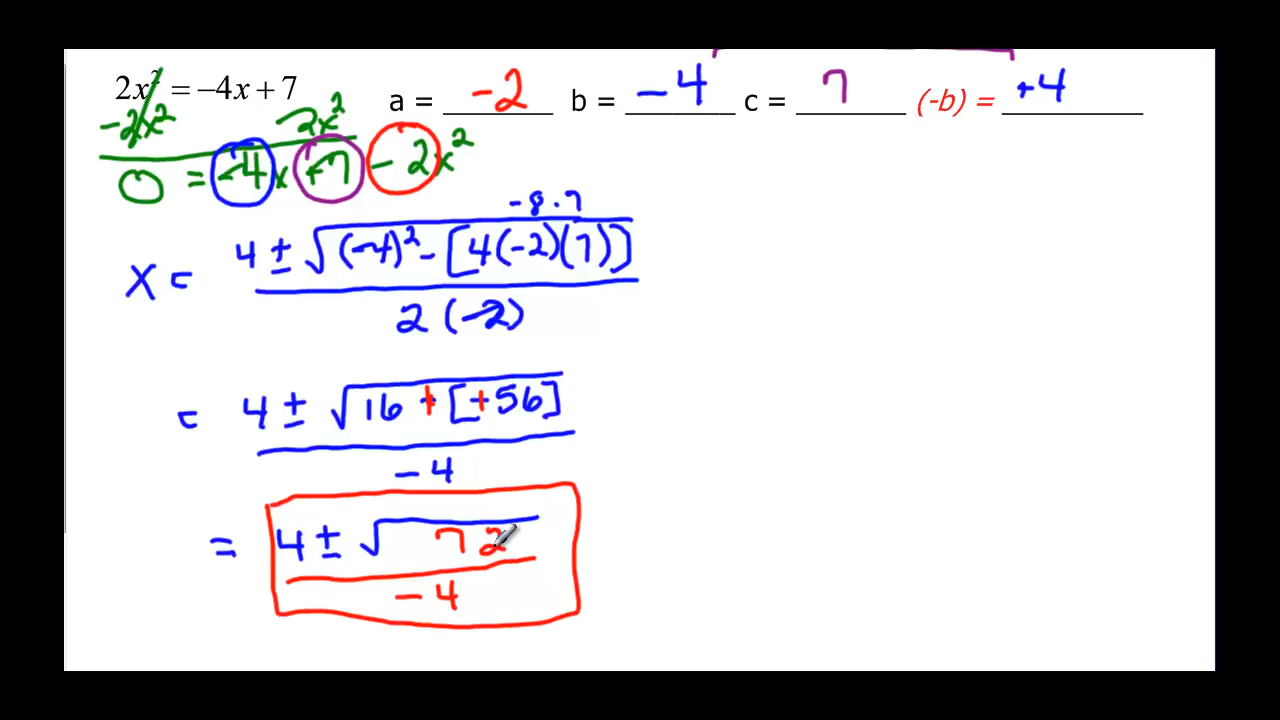 2x² = −4x + 7 a = -2 b = -4 c = 7 (-b) = +4
-2x² -2x²
0 = -4x +7 -2x²
-8·7
x = 4 ± √(-4)² - [4(-2)(7)]
2(-2)
= 4 ± √16 + [+56]
-4
= 4 ± √72
-4